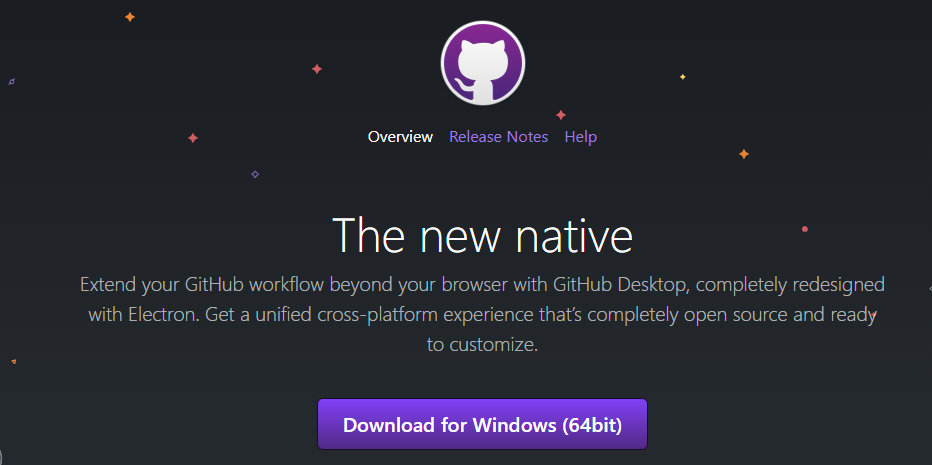 Overview Release Notes Help
The new native
Extend your GitHub workflow beyond your browser with GitHub Desktop, completely redesigned
with Electron. Get a unified cross-platform experience that’s completely open source and ready
to customize.
Download for Windows (64bit)